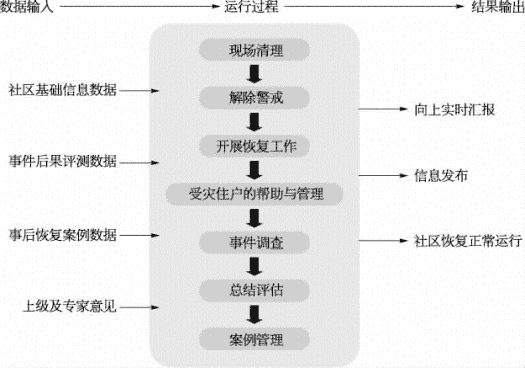 数据输入
运行过程
结果输出
现场清理
社区基础信息数据
解除警戒
向上实时汇报
开展恢复工作
事件后果评测数据
信息发布
受灾住户的帮助与管理
事后恢复案例数据
事件调查
社区恢复正常运行
总结评估
上级及专家意见
案例管理